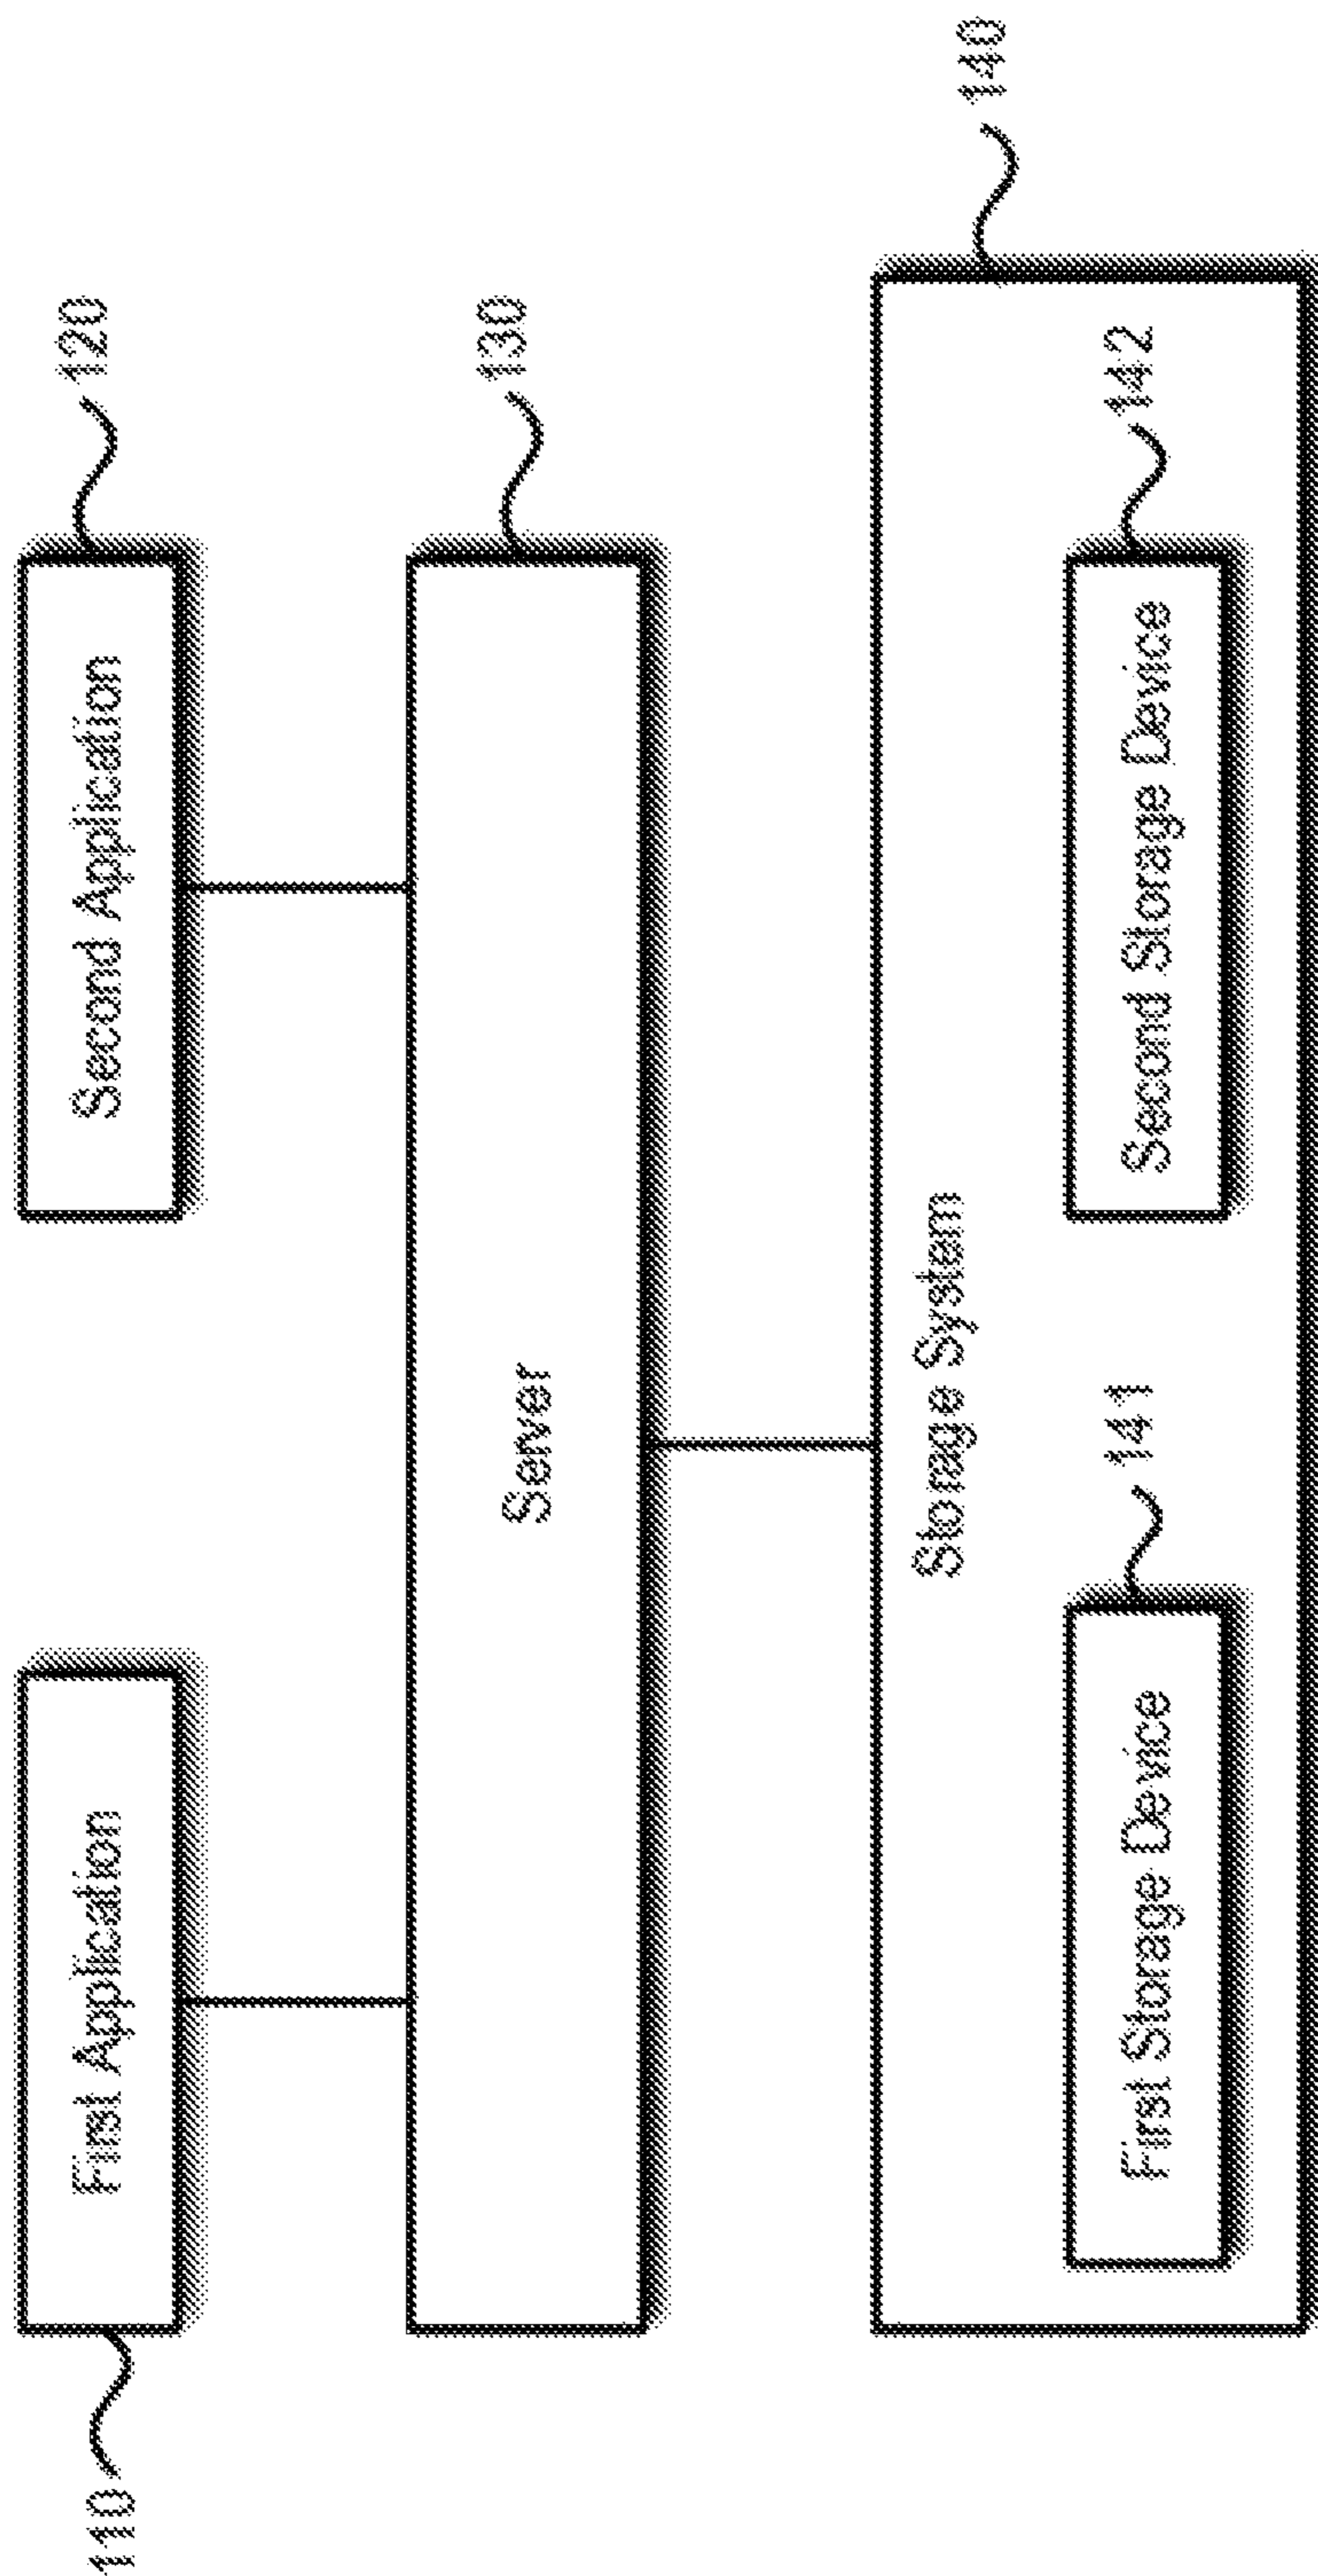 110
First Application
Second Application
120
Server
130
Storage System
140
First Storage Device
141
Second Storage Device
142